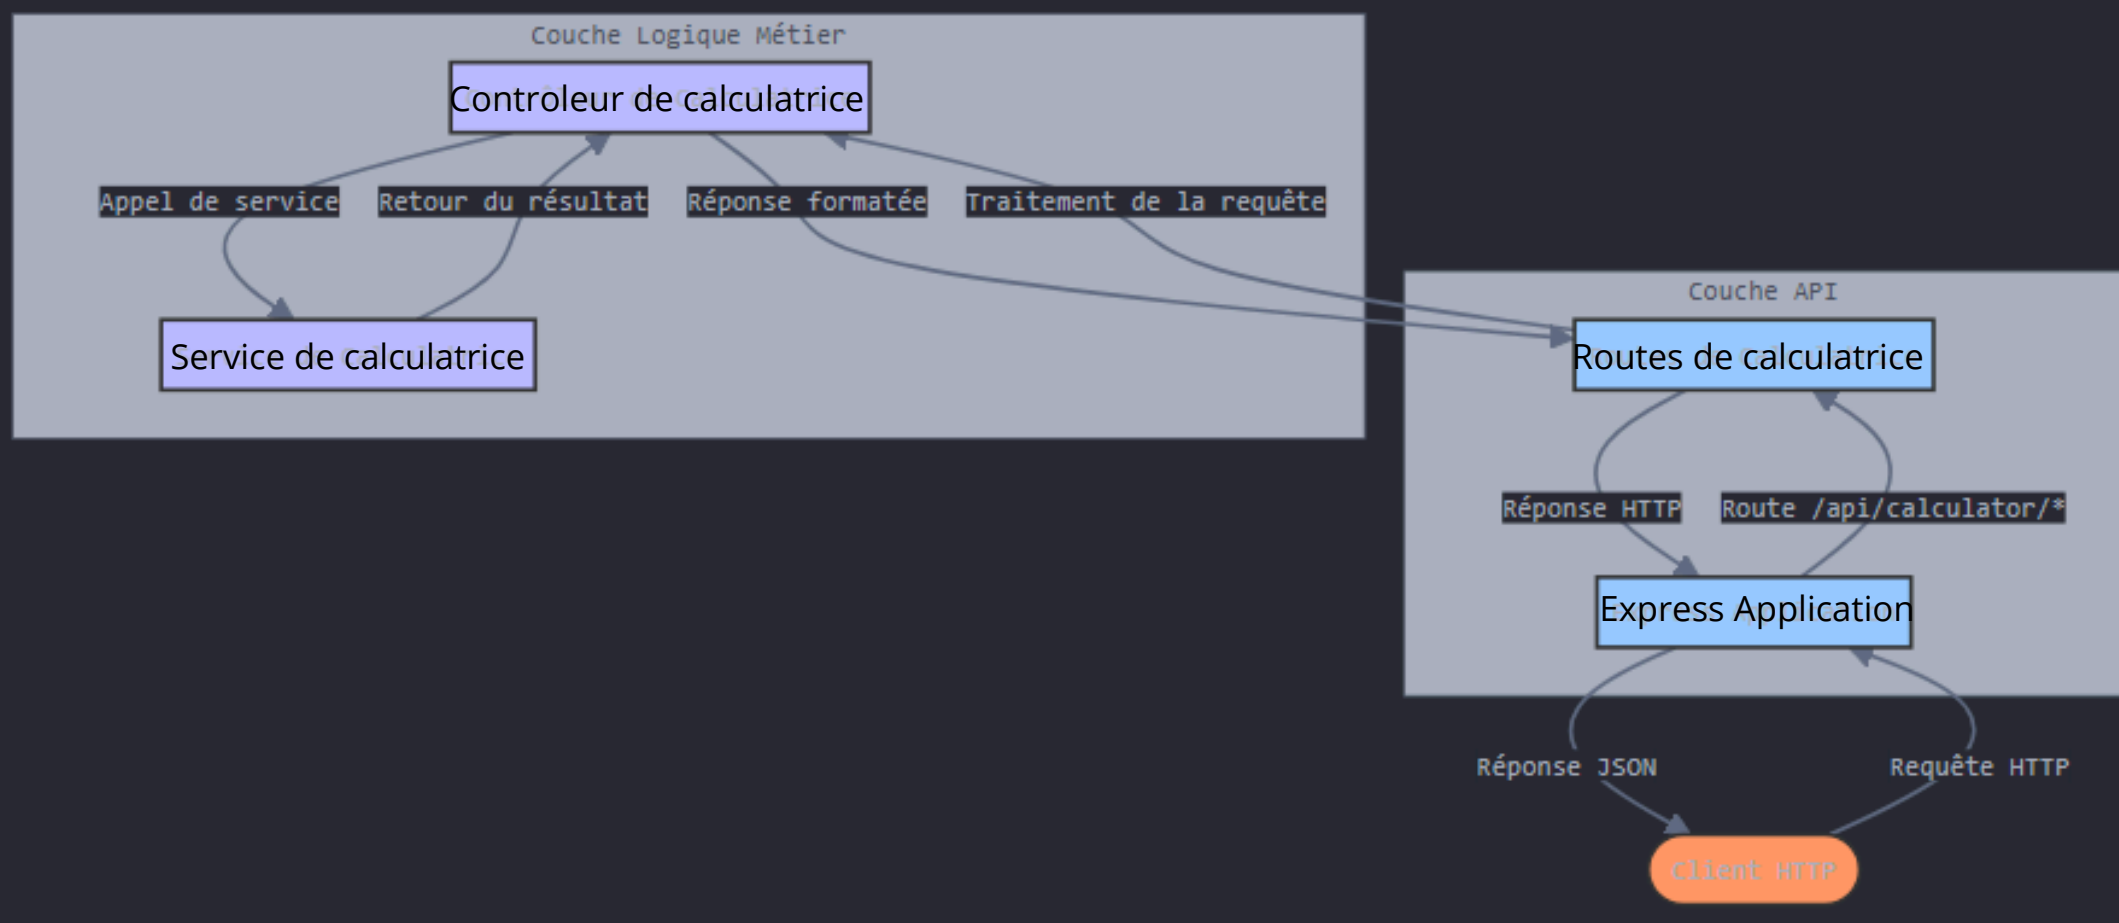 Couche Logique Métier
Contrôleur de calculatrice
Appel de service
Retour du résultat
Réponse formatée
Traitement de la requête
Service de calculatrice
Couche API
Routes de calculatrice
Réponse HTTP
Route /api/calculator/*
Express Application
Réponse JSON
Requête HTTP
Client HTTP